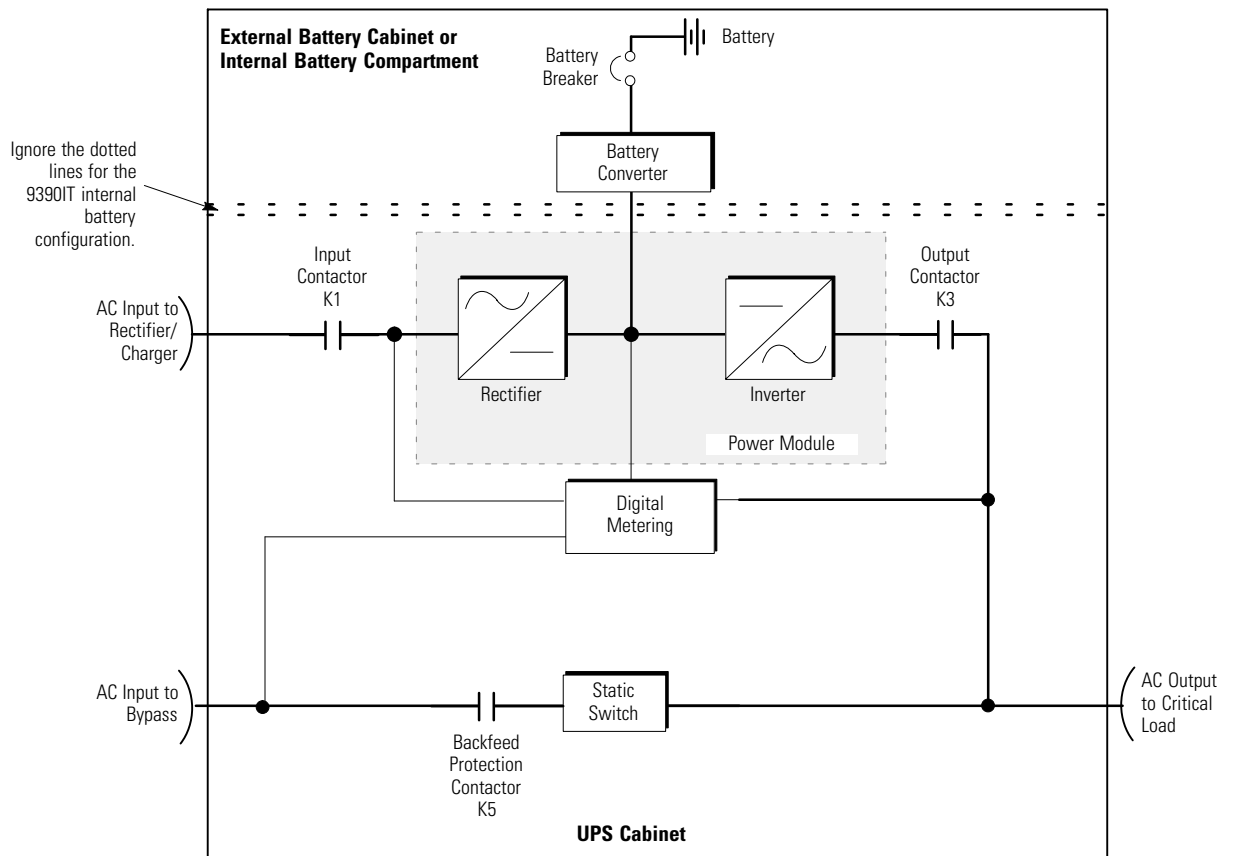 External Battery Cabinet or
Internal Battery Compartment
Battery
Battery
Breaker
Battery
Converter
Ignore the dotted
lines for the
9390IT internal
battery
configuration.
Input
Contactor
K1
Output
Contactor
K3
AC Input to
Rectifier/
Charger
Rectifier
Inverter
Power Module
Digital
Metering
AC Input to
Bypass
Static
Switch
AC Output
to Critical
Load
Backfeed
Protection
Contactor
K5
UPS Cabinet